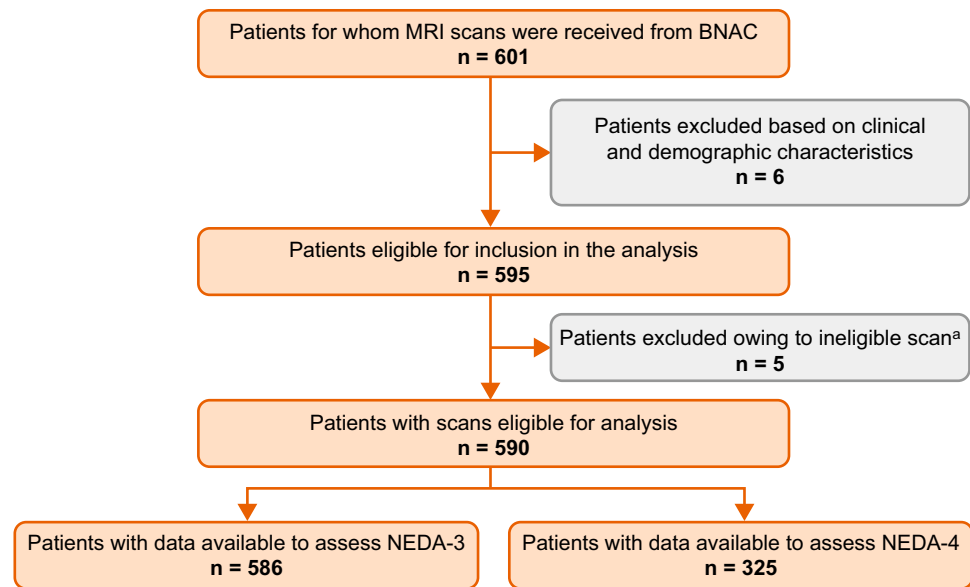 Patients for whom MRI scans were received from BNAC
n = 601
Patients excluded based on clinical
and demographic characteristics
n = 6
Patients eligible for inclusion in the analysis
n = 595
Patients excluded owing to ineligible scanᵃ
n = 5
Patients with scans eligible for analysis
n = 590
Patients with data available to assess NEDA-3
n = 586
Patients with data available to assess NEDA-4
n = 325